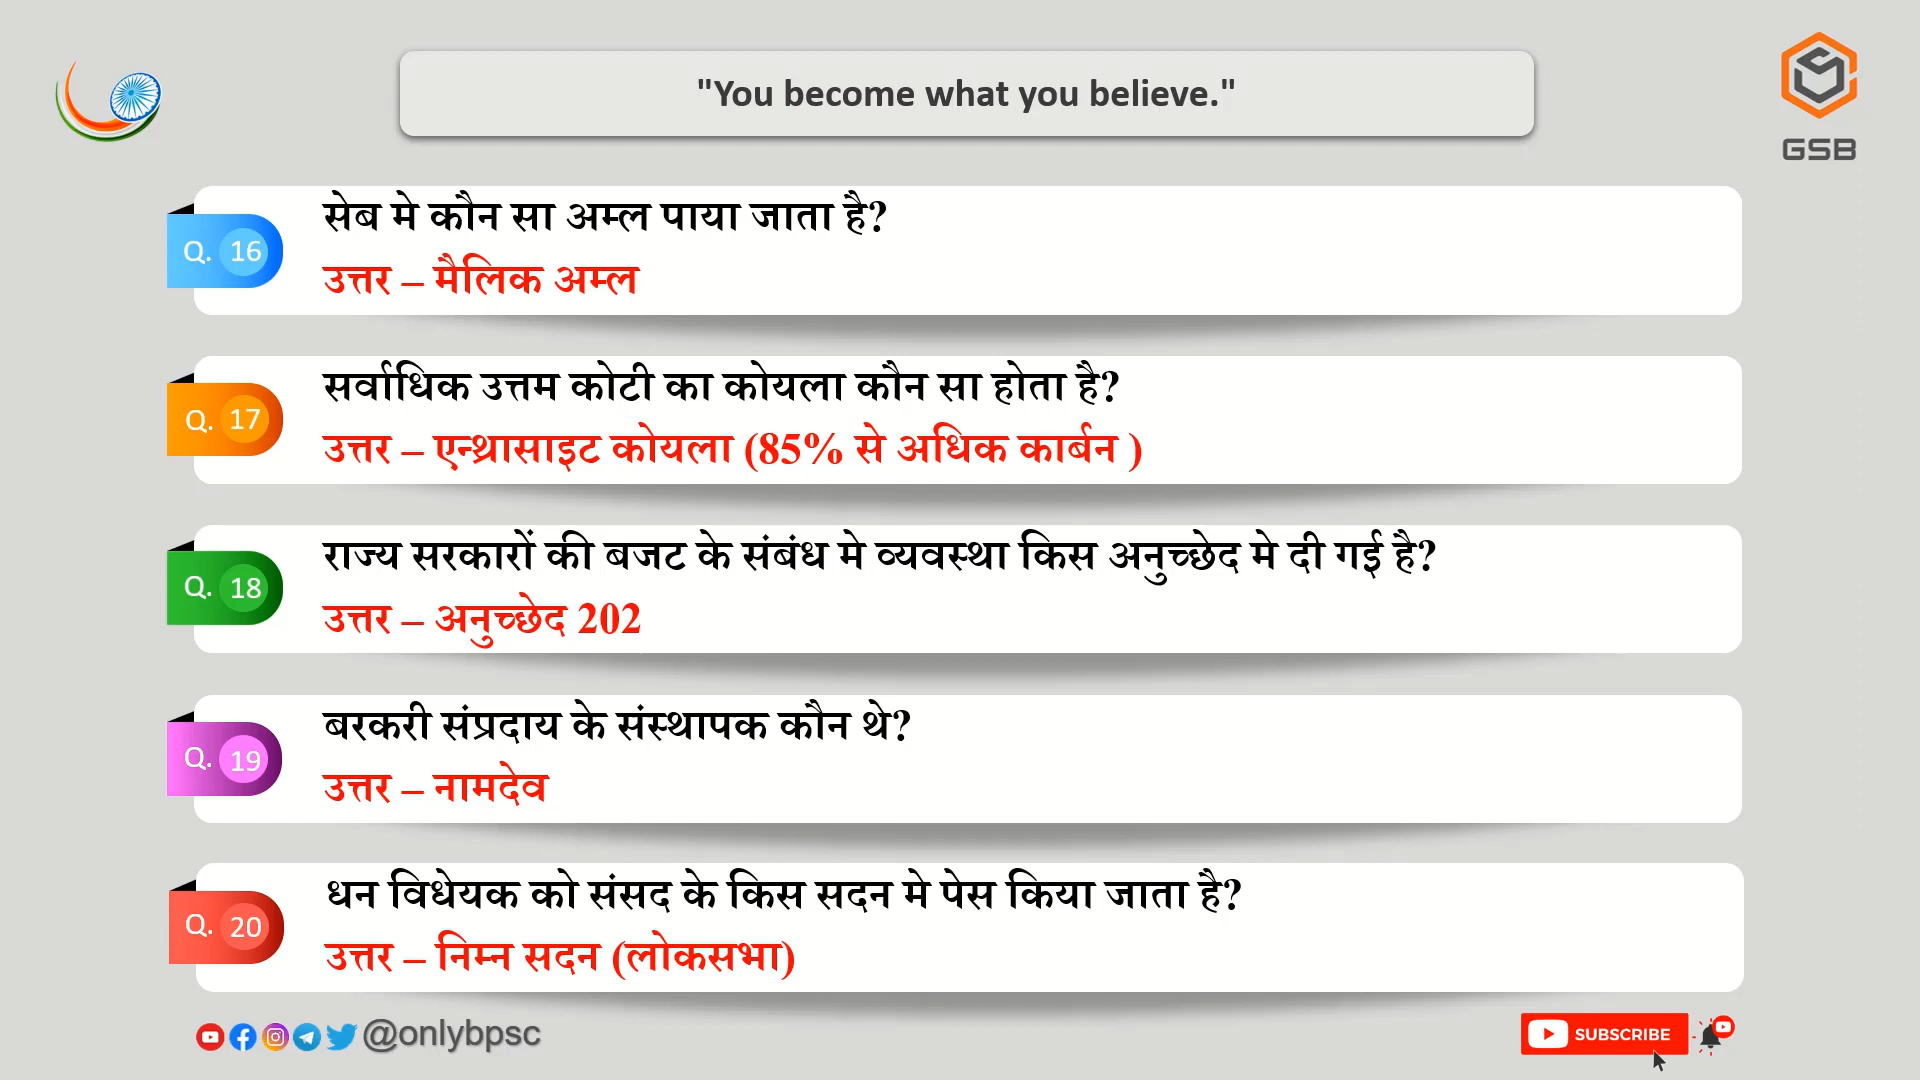 "You become what you believe."
GSB
Q. 16
सेब मे कौन सा अम्ल पाया जाता है?
उत्तर – मैलिक अम्ल
Q. 17
सर्वाधिक उत्तम कोटी का कोयला कौन सा होता है?
उत्तर – एन्थ्रासाइट कोयला (85% से अधिक कार्बन )
Q. 18
राज्य सरकारों की बजट के संबंध मे व्यवस्था किस अनुच्छेद मे दी गई है?
उत्तर – अनुच्छेद 202
Q. 19
बरकरी संप्रदाय के संस्थापक कौन थे?
उत्तर – नामदेव
Q. 20
धन विधेयक को संसद के किस सदन मे पेस किया जाता है?
उत्तर – निम्न सदन (लोकसभा)
@onlybpsc
SUBSCRIBE